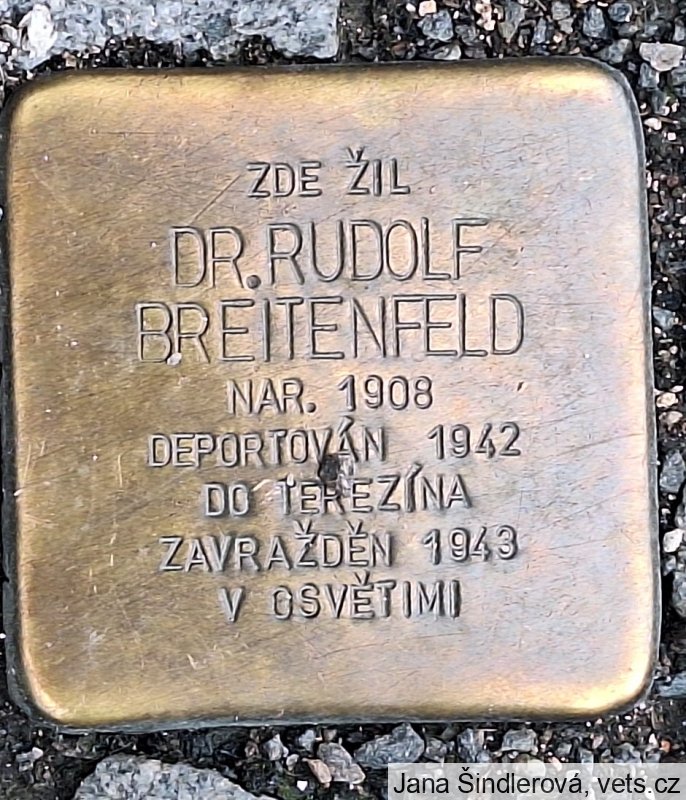 ZDE ŽIL
DR. RUDOLF
BREITENFELD
NAR. 1908
DEPORTOVÁN 1942
DO TEREZÍNA
ZAVRAŽDĚN 1943
V OSVĚTIMI
Jana Šindlerová, vets.cz